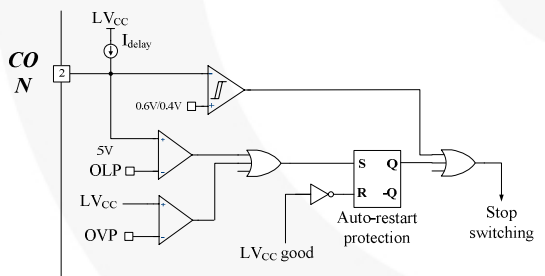 LVCC
Idelay
CO
N
2
0.6V/0.4V
-
+
5V
OLP
+
-
LVCC
OVP
+
-
S Q
R -Q
Auto-restart
protection
LVCC good
Stop
switching